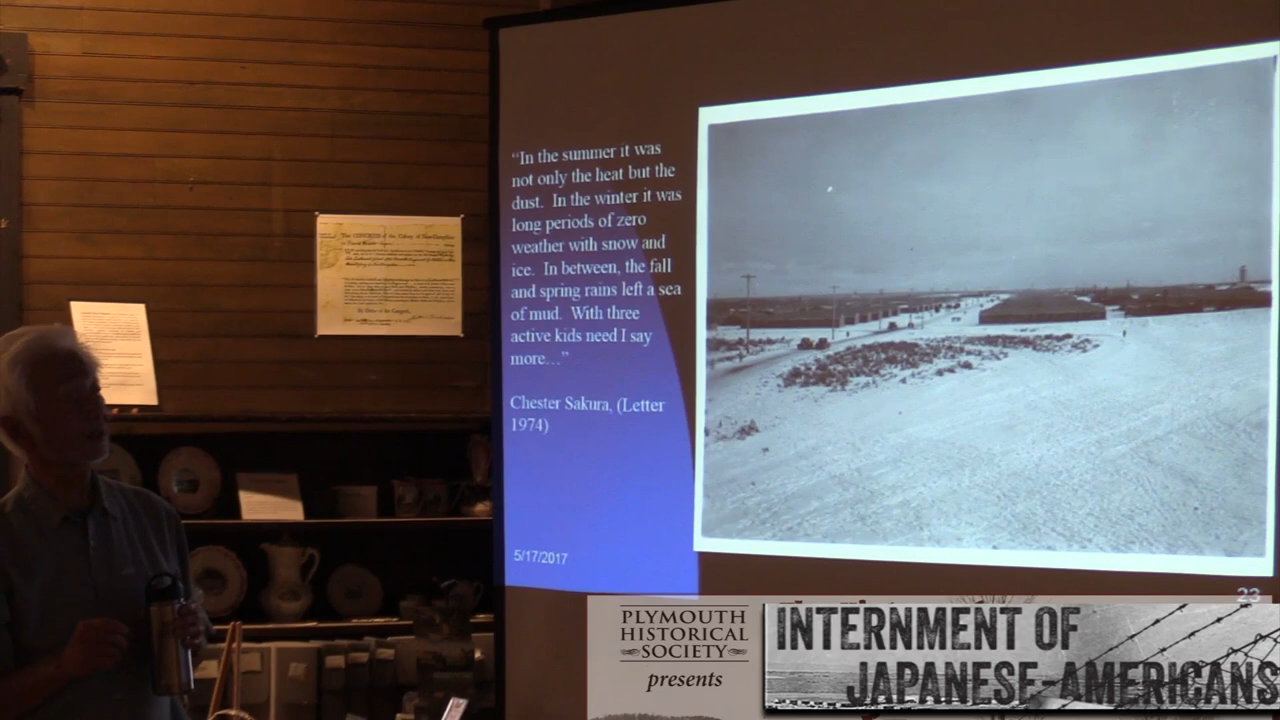 “In the summer it was
not only the heat but the
dust. In the winter it was
long periods of zero
weather with snow and
ice. In between, the fall
and spring rains left a sea
of mud. With three
active kids need I say
more…”
Chester Sakura, (Letter
1974)
5/17/2017
23
PLYMOUTH
HISTORICAL
SOCIETY
presents
INTERNMENT OF
JAPANESE-AMERICANS